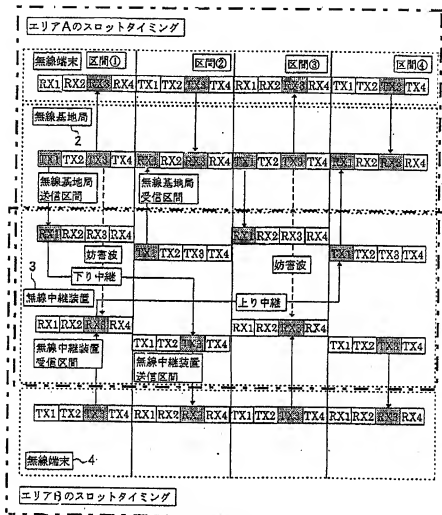 エリアAのスロットタイミング
無線端末 区間① 区間② 区間③ 区間④
RX1 RX2 RX3 RX4 TX1 TX2 TX3 TX4 RX1 RX2 RX3 RX4 TX1 TX2 TX3 TX4
無線基地局
2
TX1 TX2 TX3 TX4 RX1 RX2 RX3 RX4 TX1 TX2 TX3 TX4 RX1 RX2 RX3 RX4
無線基地局
送信区間
無線基地局
受信区間
RX1 RX2 RX3 RX4 RX1 RX2 RX3 RX4
TX1 TX2 TX3 TX4 TX1 TX2 TX3 TX4
妨害波 妨害波
下り中継
3
無線中継装置 上り中継
RX1 RX2 RX3 RX4 RX1 RX2 RX3 RX4
TX1 TX2 TX3 TX4 TX1 TX2 TX3 TX4
無線中継装置
受信区間
無線中継装置
送信区間
TX1 TX2 TX3 TX4 RX1 RX2 RX3 RX4 TX1 TX2 TX3 TX4 RX1 RX2 RX3 RX4
無線端末 4
エリアBのスロットタイミング